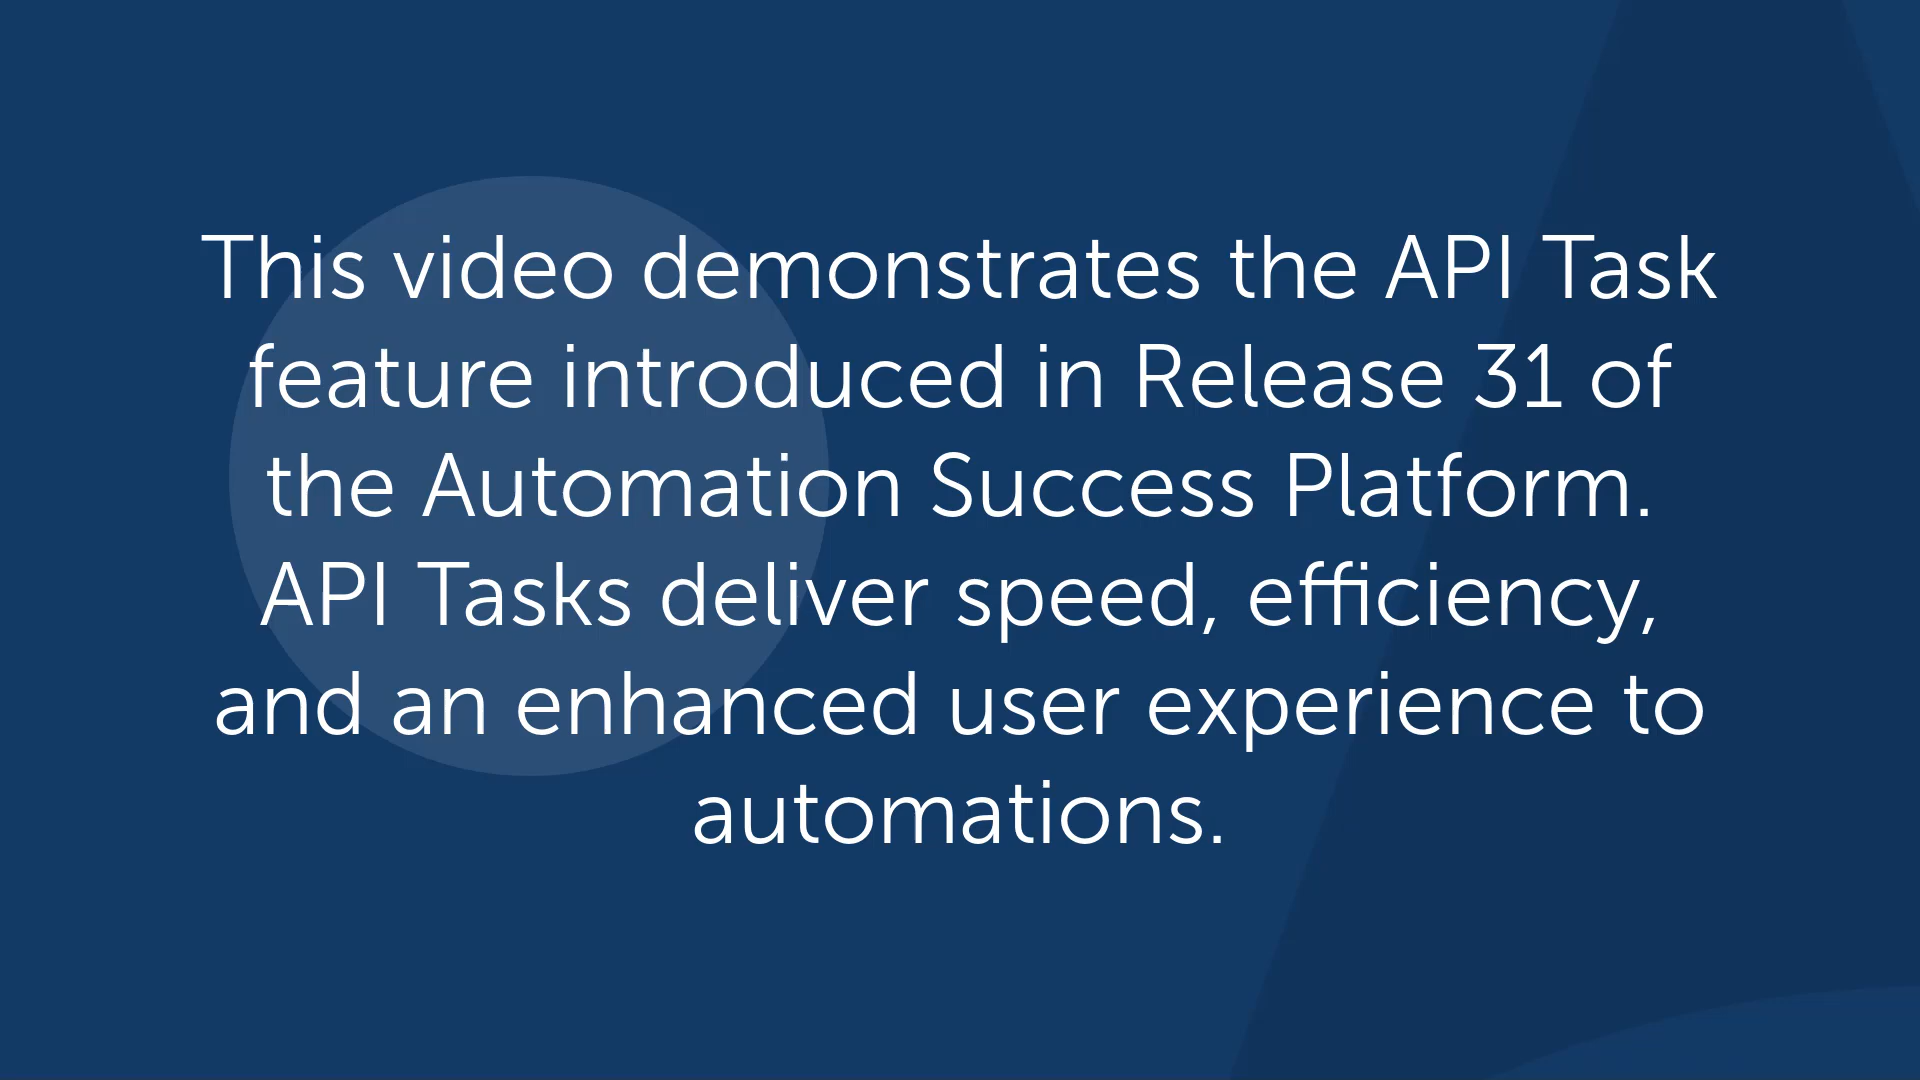 This video demonstrates the API Task
feature introduced in Release 31 of
the Automation Success Platform.
API Tasks deliver speed, efficiency,
and an enhanced user experience to
automations.